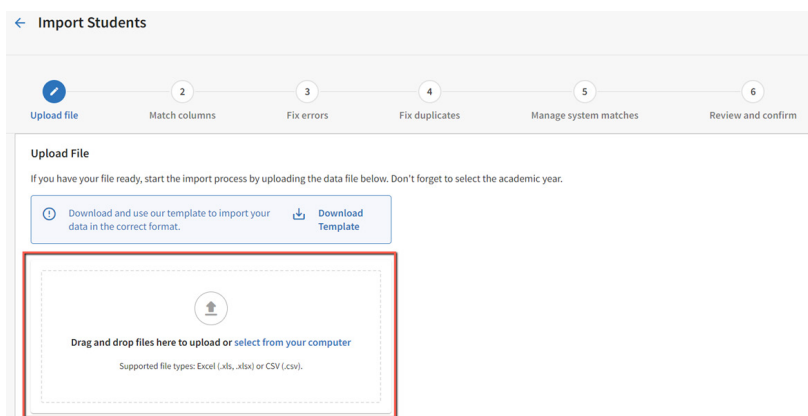 Import Students
2
3
4
5
6
Upload file
Match columns
Fix errors
Fix duplicates
Manage system matches
Review and confirm
Upload File
If you have your file ready, start the import process by uploading the data file below. Don't forget to select the academic year.
Download and use our template to import your
data in the correct format.
Download
Template
Drag and drop files here to upload or select from your computer
Supported file types: Excel (.xls, .xlsx) or CSV (.csv).